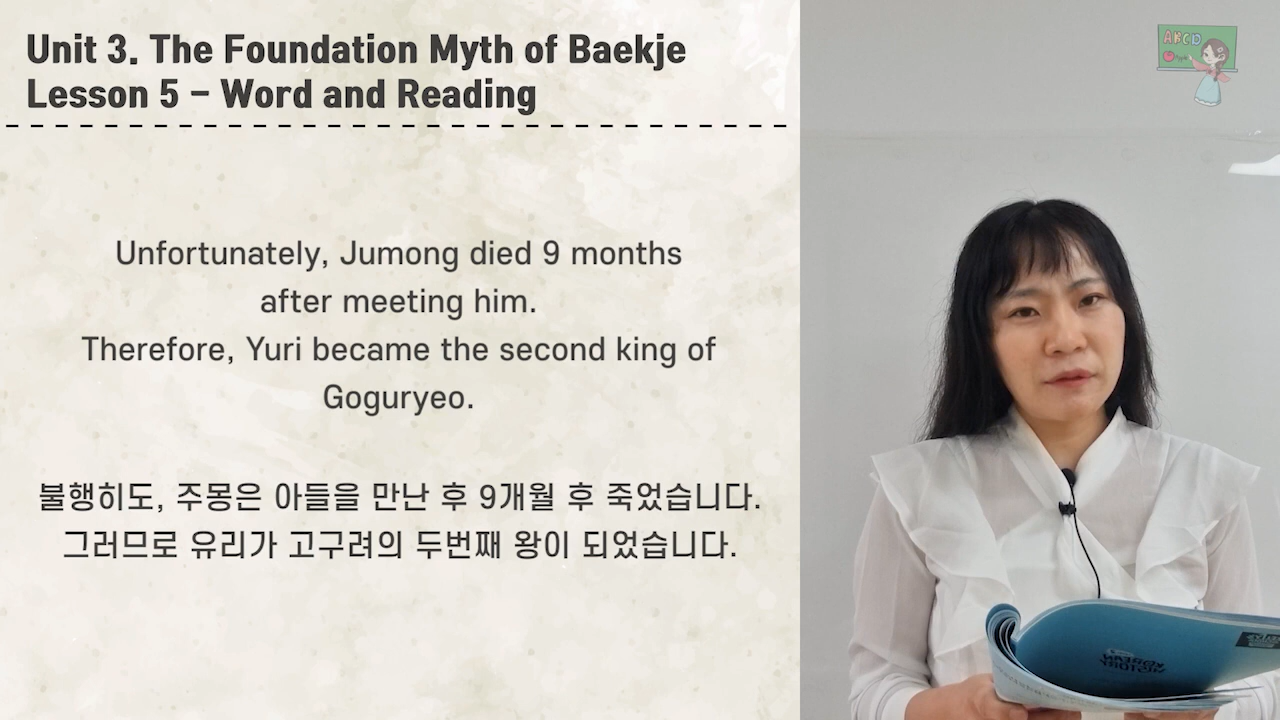 Unit 3. The Foundation Myth of Baekje
Lesson 5 – Word and Reading
ABCD
Unfortunately, Jumong died 9 months
after meeting him.
Therefore, Yuri became the second king of
Goguryeo.
불행히도, 주몽은 아들을 만난 후 9개월 후 죽었습니다.
그러므로 유리가 고구려의 두번째 왕이 되었습니다.